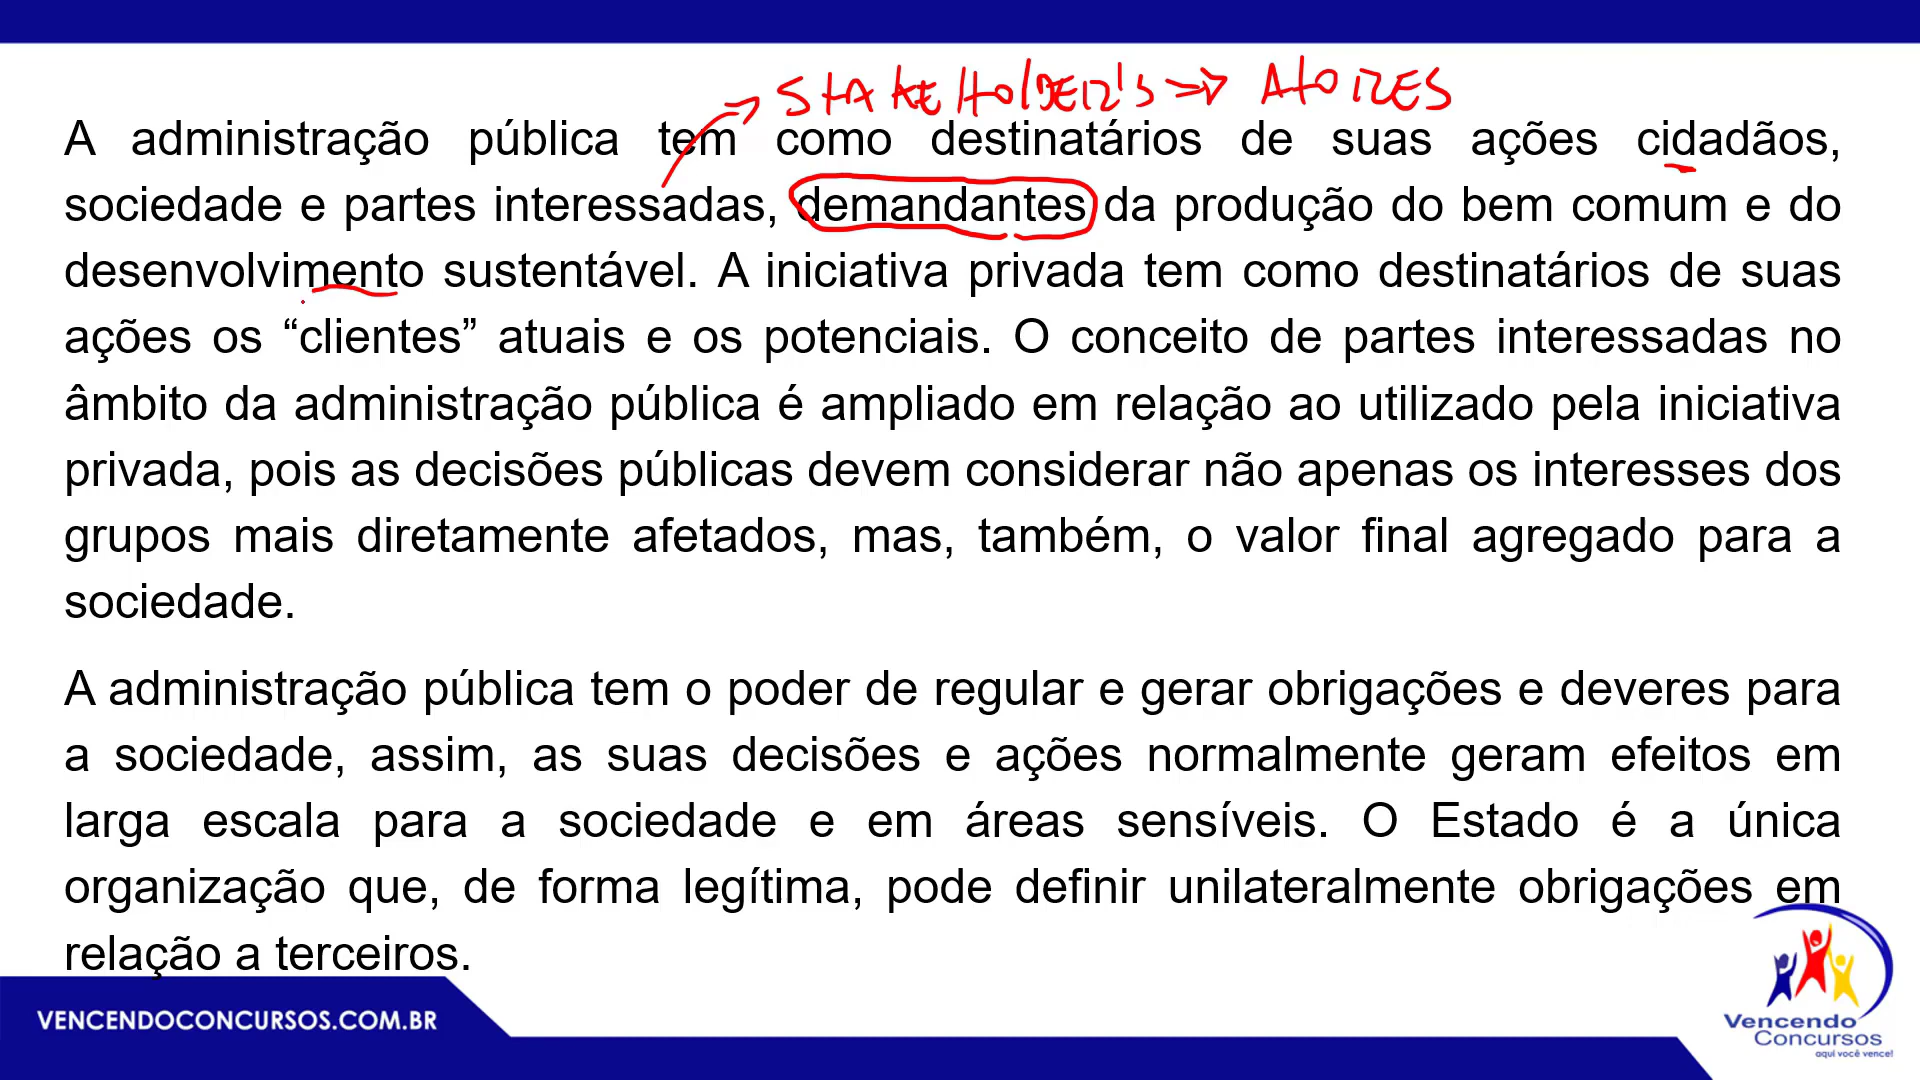 STAKEHOLDER'S => ATORES
A administração pública tem como destinatários de suas ações cidadãos,
sociedade e partes interessadas, demandantes da produção do bem comum e do
desenvolvimento sustentável. A iniciativa privada tem como destinatários de suas
ações os “clientes” atuais e os potenciais. O conceito de partes interessadas no
âmbito da administração pública é ampliado em relação ao utilizado pela iniciativa
privada, pois as decisões públicas devem considerar não apenas os interesses dos
grupos mais diretamente afetados, mas, também, o valor final agregado para a
sociedade.
A administração pública tem o poder de regular e gerar obrigações e deveres para
a sociedade, assim, as suas decisões e ações normalmente geram efeitos em
larga escala para a sociedade e em áreas sensíveis. O Estado é a única
organização que, de forma legítima, pode definir unilateralmente obrigações em
relação a terceiros.
VENCENDOCONCURSOS.COM.BR
Vencendo
Concursos
aqui você vence!